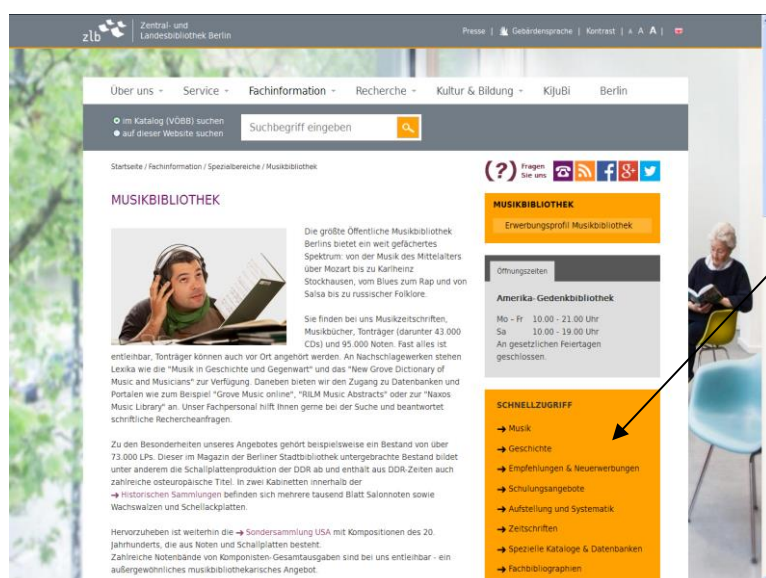 zlb
Zentral- und
Landesbibliothek Berlin
Presse | Gebärdensprache | Kontrast | A A A |
Über uns Service Fachinformation Recherche Kultur & Bildung KiJuBi Berlin
im Katalog (VÖBB) suchen
auf dieser Website suchen
Suchbegriff eingeben
Startseite / Fachinformation / Spezialbereiche / Musikbibliothek
(?) Fragen
Sie uns
MUSIKBIBLIOTHEK
Die größte Öffentliche Musikbibliothek
Berlins bietet ein weit gefächertes
Spektrum: von der Musik des Mittelalters
über Mozart bis zu Karlheinz
Stockhausen, vom Blues zum Rap und von
Salsa bis zu russischer Folklore.
Sie finden bei uns Musikzeitschriften,
Musikbücher, Tonträger (darunter 43.000
CDs) und 95.000 Noten. Fast alles ist
entleihbar, Tonträger können auch vor Ort angehört werden. An Nachschlagewerken stehen
Lexika wie die "Musik in Geschichte und Gegenwart" und das "New Grove Dictionary of
Music and Musicians" zur Verfügung. Daneben bieten wir den Zugang zu Datenbanken und
Portalen wie zum Beispiel "Grove Music online", "RILM Music Abstracts" oder zur "Naxos
Music Library" an. Unser Fachpersonal hilft Ihnen gerne bei der Suche und beantwortet
schriftliche Rechercheanfragen.
Zu den Besonderheiten unseres Angebotes gehört beispielsweise ein Bestand von über
73.000 LPs. Dieser im Magazin der Berliner Stadtbibliothek untergebrachte Bestand bildet
unter anderem die Schallplattenproduktion der DDR ab und enthält aus DDR-Zeiten auch
zahlreiche osteuropäische Titel. In zwei Kabinetten innerhalb der
→ Historischen Sammlungen befinden sich mehrere tausend Blatt Salonnoten sowie
Wachswalzen und Schellackplatten.
Hervorzuheben ist weiterhin die → Sondersammlung USA mit Kompositionen des 20.
Jahrhunderts, die aus Noten und Schallplatten besteht.
Zahlreiche Notenbände von Komponisten-Gesamtausgaben sind bei uns entleihbar - ein
außergewöhnliches musikbibliothekarisches Angebot.
MUSIKBIBLIOTHEK
Erwerbungsprofil Musikbibliothek
Öffnungszeiten
Amerika-Gedenkbibliothek
Mo – Fr 10.00 - 21.00 Uhr
Sa 10.00 - 19.00 Uhr
An gesetzlichen Feiertagen
geschlossen.
SCHNELLZUGRIFF
→ Musik
→ Geschichte
→ Empfehlungen & Neuerwerbungen
→ Schulungsangebote
→ Aufstellung und Systematik
→ Zeitschriften
→ Spezielle Kataloge & Datenbanken
→ Fachbibliographien